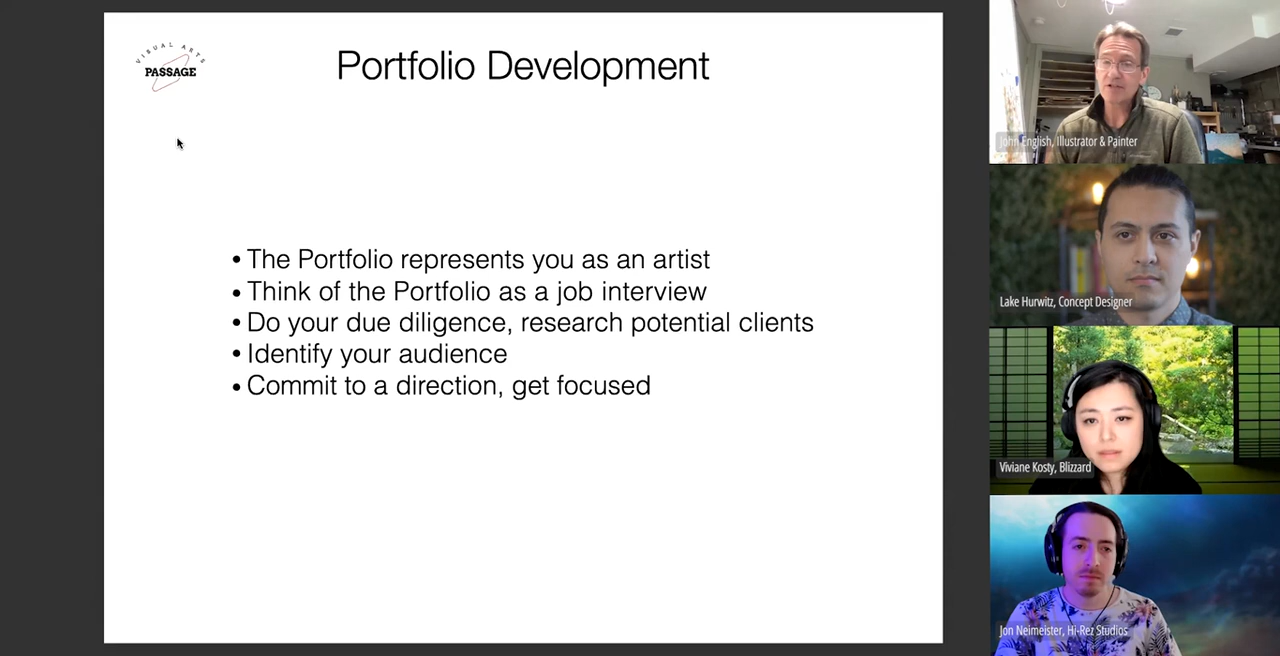 VISUAL ARTS
PASSAGE
Portfolio Development
• The Portfolio represents you as an artist
• Think of the Portfolio as a job interview
• Do your due diligence, research potential clients
• Identify your audience
• Commit to a direction, get focused
John English, Illustrator & Painter
Lake Hurwitz, Concept Designer
Viviane Kosty, Blizzard
Jon Neimeister, Hi-Rez Studios